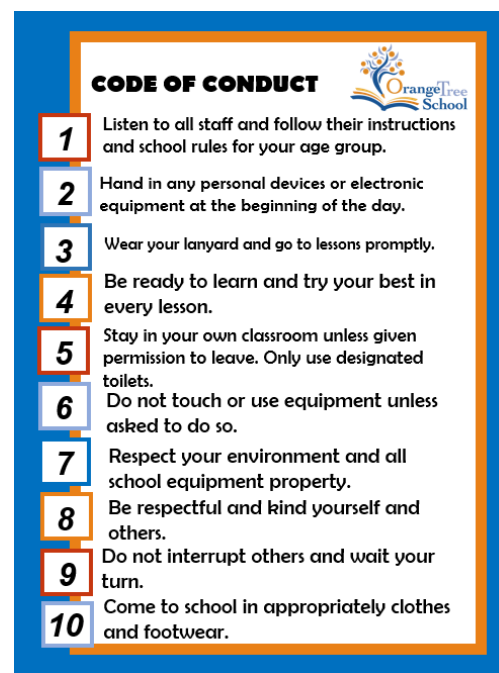 CODE OF CONDUCT
OrangeTree
School
1
Listen to all staff and follow their instructions
and school rules for your age group.
2
Hand in any personal devices or electronic
equipment at the beginning of the day.
3
Wear your lanyard and go to lessons promptly.
4
Be ready to learn and try your best in
every lesson.
5
Stay in your own classroom unless given
permission to leave. Only use designated
toilets.
6
Do not touch or use equipment unless
asked to do so.
7
Respect your environment and all
school equipment property.
8
Be respectful and kind yourself and
others.
9
Do not interrupt others and wait your
turn.
10
Come to school in appropriately clothes
and footwear.